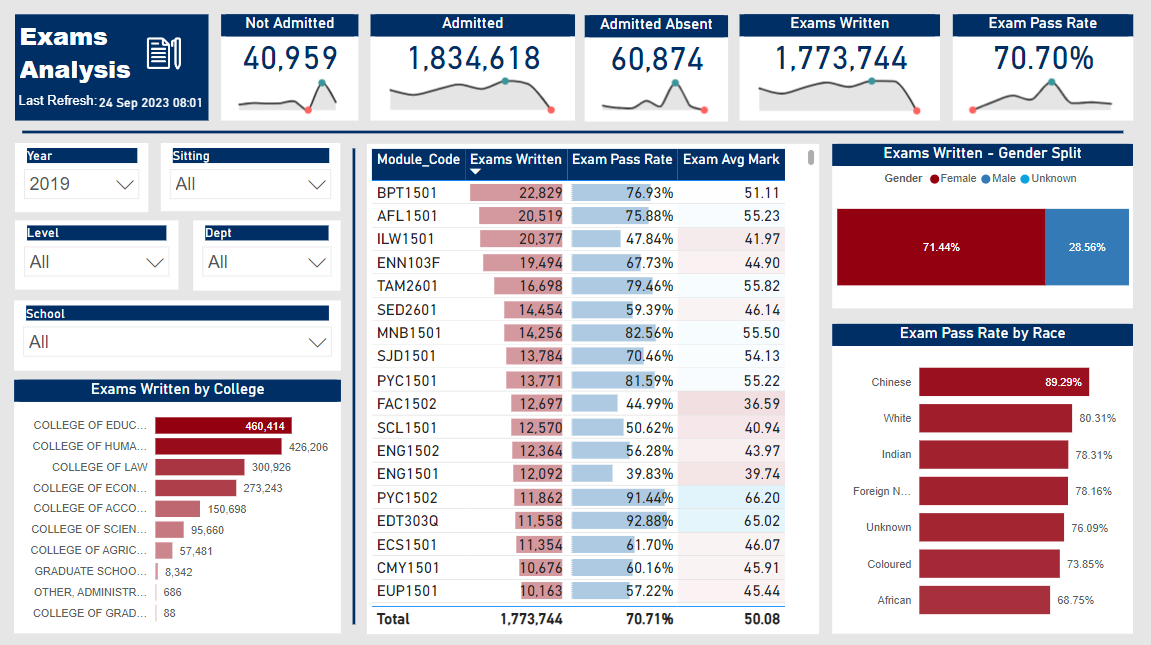 Exams
Analysis
Last Refresh: 24 Sep 2023 08:01
Not Admitted
40,959
Admitted
1,834,618
Admitted Absent
60,874
Exams Written
1,773,744
Exam Pass Rate
70.70%
Year
2019
Sitting
All
Level
All
Dept
All
School
All
Exams Written by College
COLLEGE OF EDUC... 460,414
COLLEGE OF HUMA... 426,206
COLLEGE OF LAW 300,926
COLLEGE OF ECON... 273,243
COLLEGE OF ACCO... 150,698
COLLEGE OF SCIEN... 95,660
COLLEGE OF AGRIC... 57,481
GRADUATE SCHOO... 8,342
OTHER, ADMINISTR... 686
COLLEGE OF GRAD... 88
Module_Code Exams Written Exam Pass Rate Exam Avg Mark
BPT1501 22,829 76.93% 51.11
AFL1501 20,519 75.88% 55.23
ILW1501 20,377 47.84% 41.97
ENN103F 19,494 67.73% 44.90
TAM2601 16,698 79.46% 55.82
SED2601 14,454 59.39% 46.14
MNB1501 14,256 82.56% 55.50
SJD1501 13,784 70.46% 54.13
PYC1501 13,771 81.59% 55.22
FAC1502 12,697 44.99% 36.59
SCL1501 12,570 50.62% 40.94
ENG1502 12,364 56.28% 43.97
ENG1501 12,092 39.83% 39.74
PYC1502 11,862 91.44% 66.20
EDT303Q 11,558 92.88% 65.02
ECS1501 11,354 61.70% 46.07
CMY1501 10,676 60.16% 45.91
EUP1501 10,163 57.22% 45.44
Total 1,773,744 70.71% 50.08
Exams Written - Gender Split
Gender Female Male Unknown
71.44% 28.56%
Exam Pass Rate by Race
Chinese 89.29%
White 80.31%
Indian 78.31%
Foreign N... 78.16%
Unknown 76.09%
Coloured 73.85%
African 68.75%